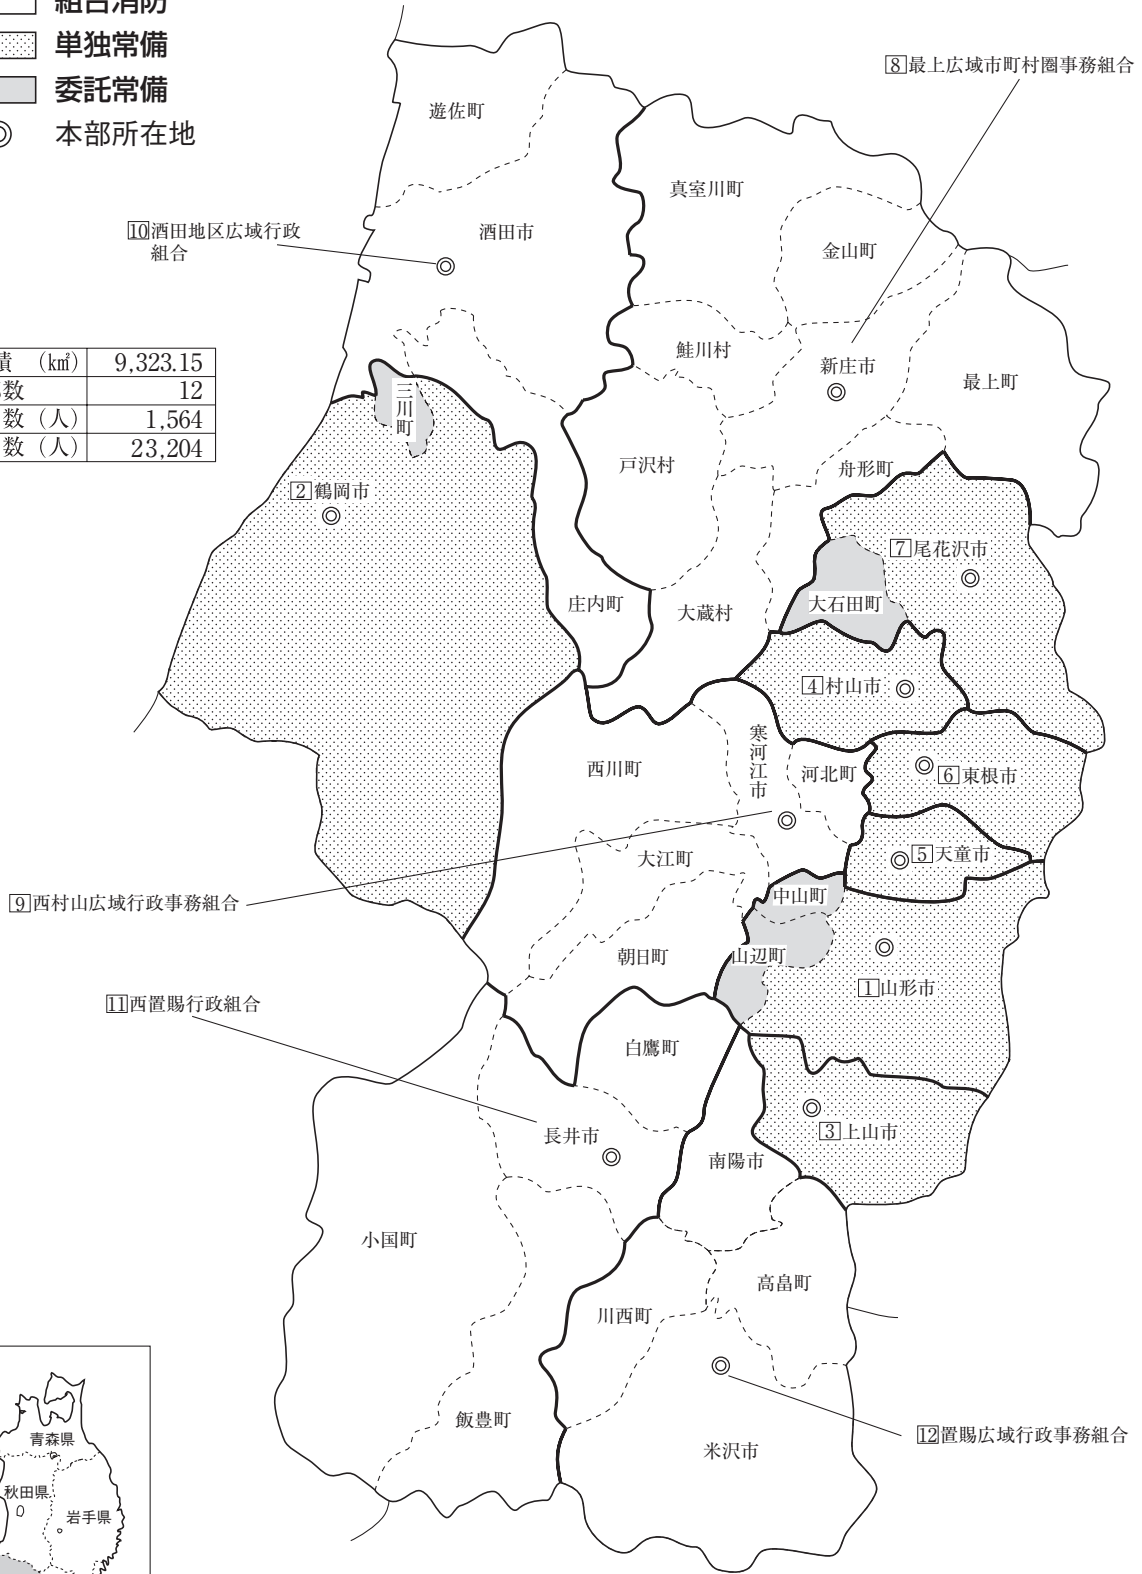 組合消防
単独常備
委託常備
◎ 本部所在地
積 (㎢) 9,323.15
数 12
数 (人) 1,564
数 (人) 23,204
8最上広域市町村圏事務組合
遊佐町
真室川町
10酒田地区広域行政
組合
酒田市
金山町
鮭川村
新庄市
最上町
三川町
戸沢村
舟形町
2鶴岡市
7尾花沢市
庄内町
大蔵村
大石田町
4村山市
寒河江市
西川町
河北町
6東根市
大江町
5天童市
9西村山広域行政事務組合
中山町
朝日町
山辺町
1山形市
11西置賜行政組合
白鷹町
長井市
3上山市
南陽市
小国町
高畠町
川西町
飯豊町
12置賜広域行政事務組合
米沢市
青森県
秋田県
岩手県